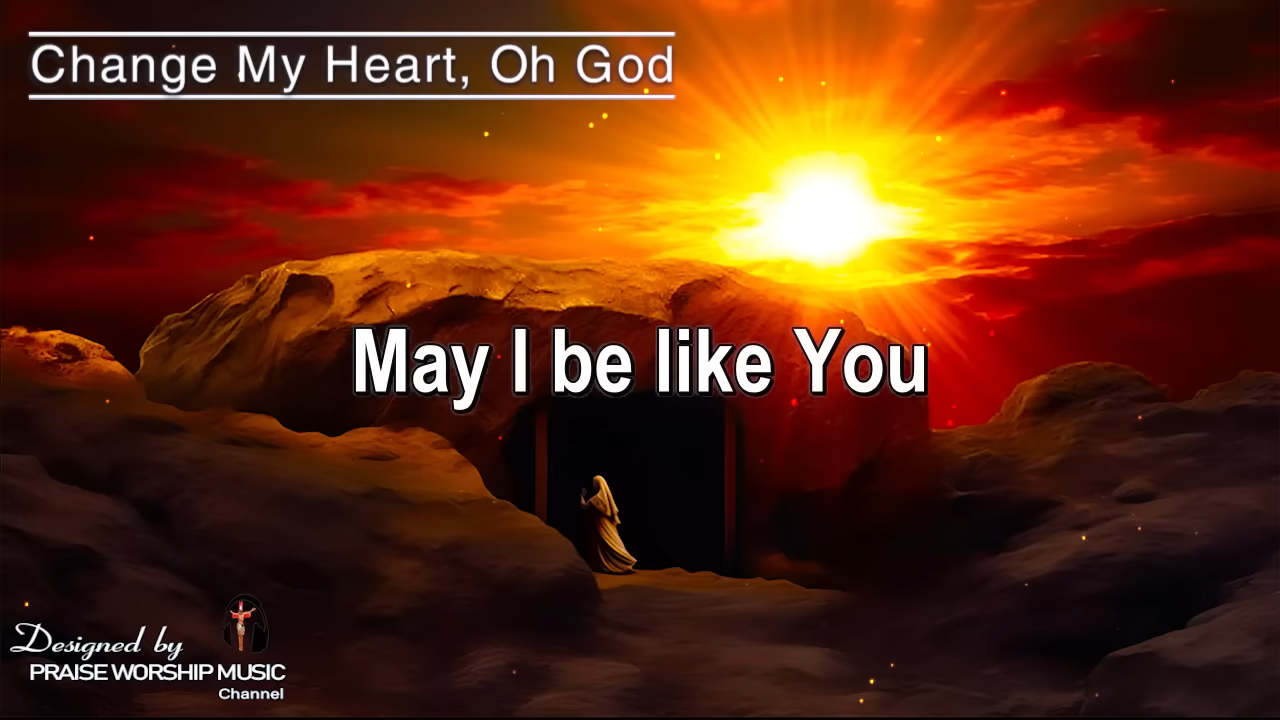 Change My Heart, Oh God
May I be like You
Designed by
PRAISE WORSHIP MUSIC
Channel